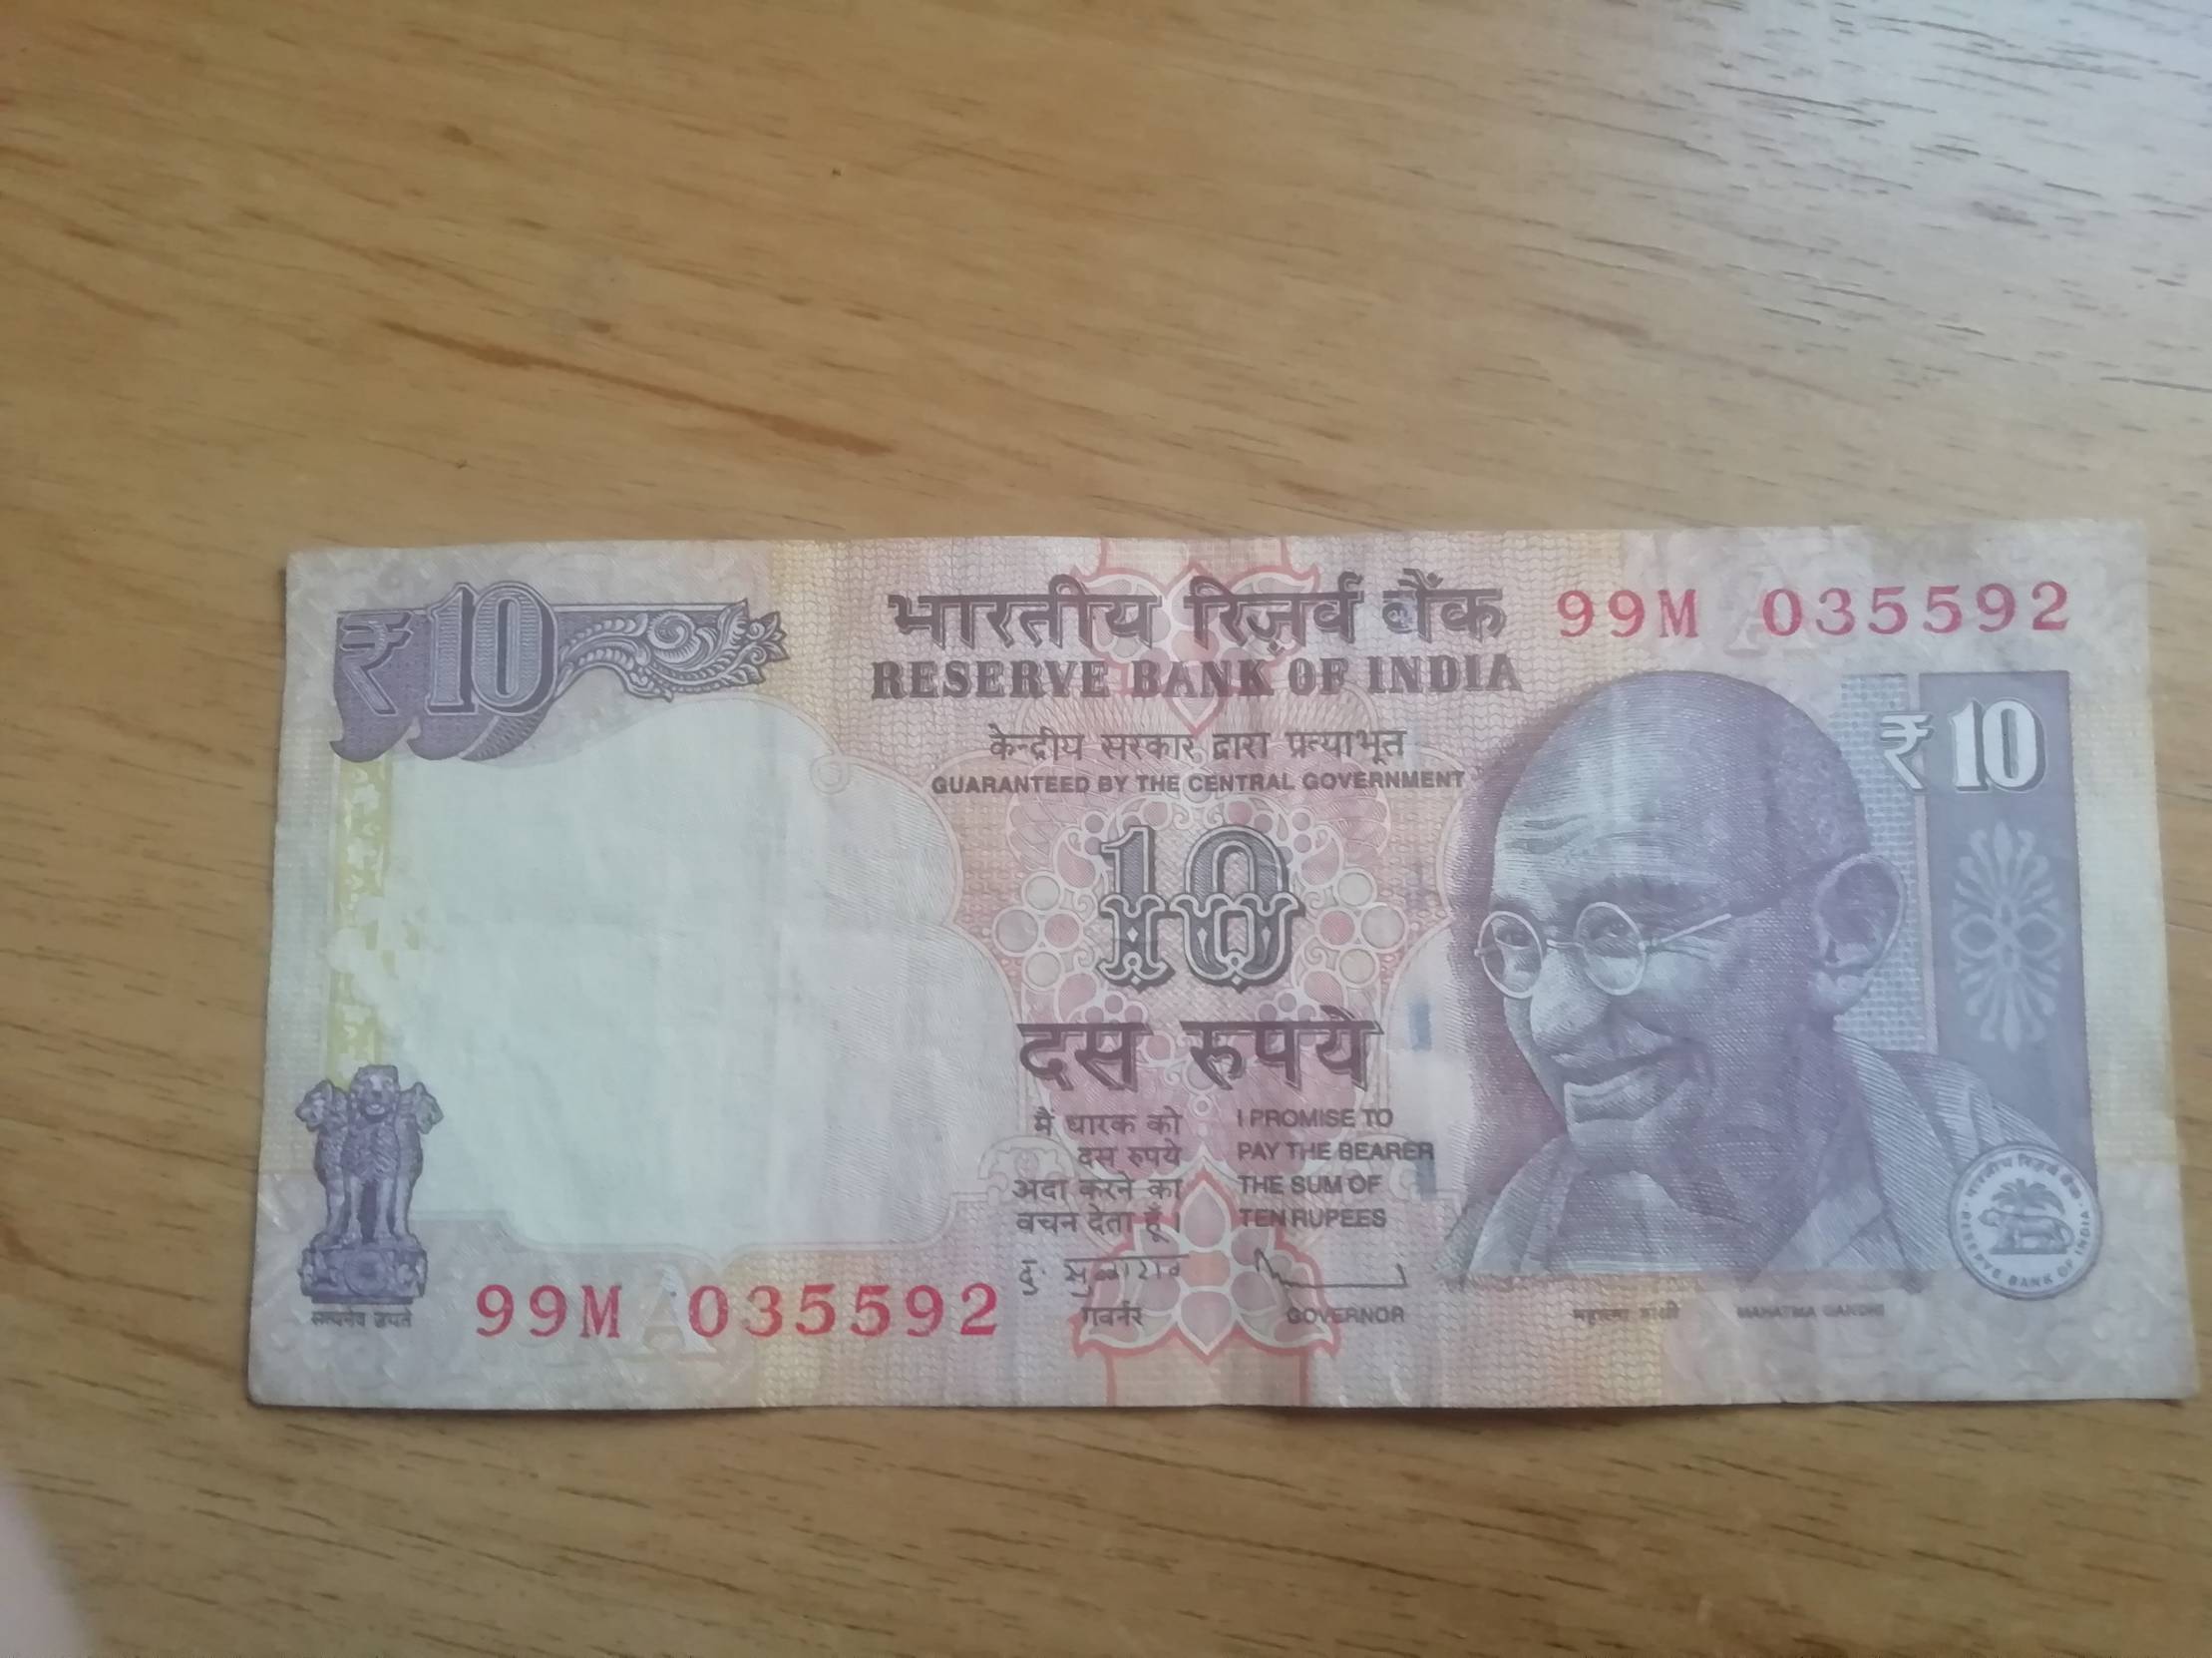 ₹10
भारतीय रिज़र्व बैंक
99M 035592
RESERVE BANK OF INDIA
केन्द्रीय सरकार द्वारा प्रत्याभूत
GUARANTEED BY THE CENTRAL GOVERNMENT
₹10
10
दस रुपये
मैं धारक को
दस रुपये
अदा करने का
वचन देता हूँ।
I PROMISE TO
PAY THE BEARER
THE SUM OF
TEN RUPEES
99M A 035592
गवर्नर
GOVERNOR
सत्यमेव जयते
महात्मा गांधी
MAHATMA GANDHI
भारतीय रिज़र्व बैंक
RESERVE BANK OF INDIA